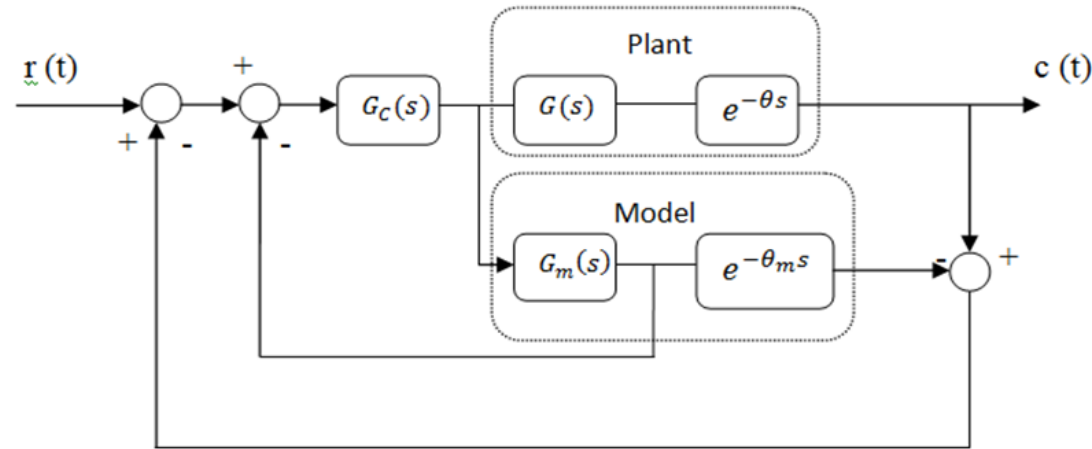 Plant
r (t)
c (t)
+
G_C(s)
G(s)
e^{-θs}
+
-
-
Model
G_m(s)
e^{-θ_m s}
-
+